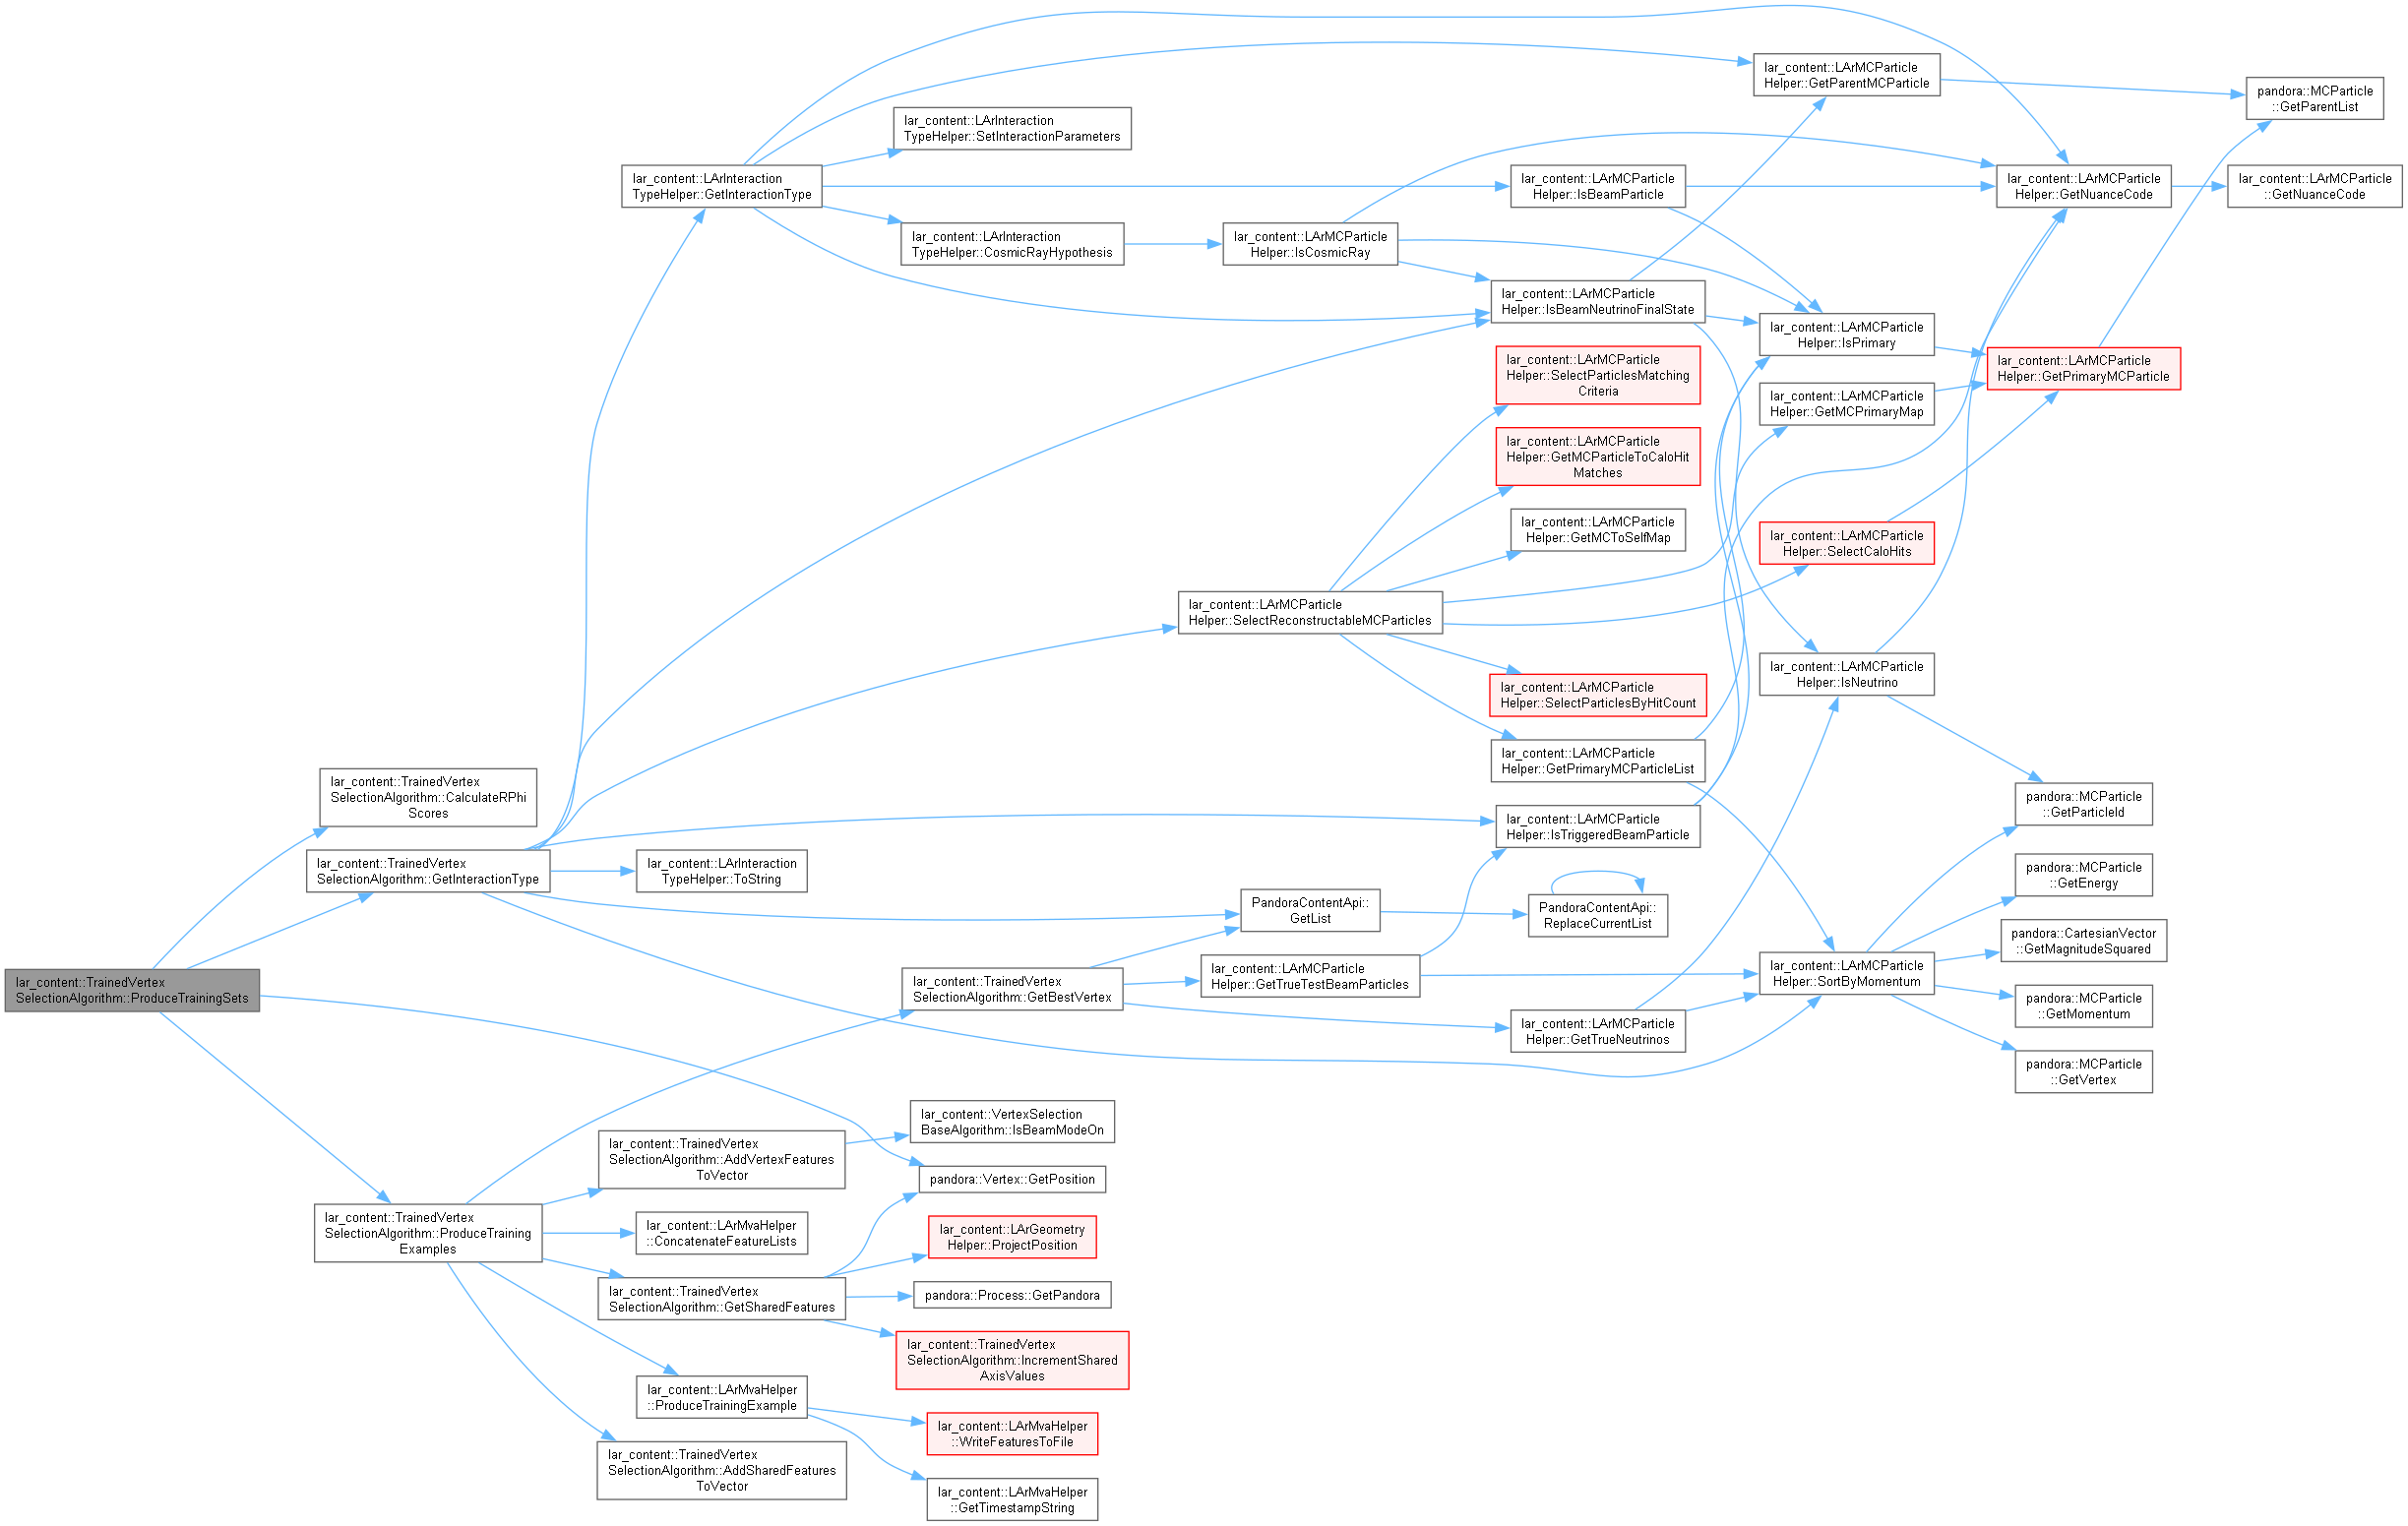 lar_content::TrainedVertex
SelectionAlgorithm::ProduceTrainingSets
lar_content::TrainedVertex
SelectionAlgorithm::CalculateRPhi
Scores
lar_content::TrainedVertex
SelectionAlgorithm::GetInteractionType
lar_content::TrainedVertex
SelectionAlgorithm::ProduceTraining
Examples
lar_content::LArInteraction
TypeHelper::GetInteractionType
lar_content::LArInteraction
TypeHelper::ToString
lar_content::TrainedVertex
SelectionAlgorithm::AddVertexFeatures
ToVector
lar_content::LArMvaHelper
::ConcatenateFeatureLists
lar_content::TrainedVertex
SelectionAlgorithm::GetSharedFeatures
lar_content::LArMvaHelper
::ProduceTrainingExample
lar_content::TrainedVertex
SelectionAlgorithm::AddSharedFeatures
ToVector
lar_content::LArInteraction
TypeHelper::SetInteractionParameters
lar_content::LArInteraction
TypeHelper::CosmicRayHypothesis
lar_content::TrainedVertex
SelectionAlgorithm::GetBestVertex
lar_content::VertexSelection
BaseAlgorithm::IsBeamModeOn
pandora::Vertex::GetPosition
lar_content::LArGeometry
Helper::ProjectPosition
pandora::Process::GetPandora
lar_content::TrainedVertex
SelectionAlgorithm::IncrementShared
AxisValues
lar_content::LArMvaHelper
::WriteFeaturesToFile
lar_content::LArMvaHelper
::GetTimestampString
lar_content::LArMCParticle
Helper::IsCosmicRay
lar_content::LArMCParticle
Helper::SelectReconstructableMCParticles
PandoraContentApi::
GetList
lar_content::LArMCParticle
Helper::GetTrueTestBeamParticles
lar_content::LArMCParticle
Helper::IsBeamParticle
lar_content::LArMCParticle
Helper::IsBeamNeutrinoFinalState
lar_content::LArMCParticle
Helper::SelectParticlesMatching
Criteria
lar_content::LArMCParticle
Helper::GetMCParticleToCaloHit
Matches
lar_content::LArMCParticle
Helper::GetMCToSelfMap
lar_content::LArMCParticle
Helper::SelectParticlesByHitCount
lar_content::LArMCParticle
Helper::GetPrimaryMCParticleList
lar_content::LArMCParticle
Helper::IsTriggeredBeamParticle
PandoraContentApi::
ReplaceCurrentList
lar_content::LArMCParticle
Helper::GetTrueNeutrinos
lar_content::LArMCParticle
Helper::GetParentMCParticle
lar_content::LArMCParticle
Helper::IsPrimary
lar_content::LArMCParticle
Helper::GetMCPrimaryMap
lar_content::LArMCParticle
Helper::SelectCaloHits
lar_content::LArMCParticle
Helper::IsNeutrino
lar_content::LArMCParticle
Helper::SortByMomentum
lar_content::LArMCParticle
Helper::GetNuanceCode
lar_content::LArMCParticle
Helper::GetPrimaryMCParticle
pandora::MCParticle
::GetParticleId
pandora::MCParticle
::GetEnergy
pandora::CartesianVector
::GetMagnitudeSquared
pandora::MCParticle
::GetMomentum
pandora::MCParticle
::GetVertex
pandora::MCParticle
::GetParentList
lar_content::LArMCParticle
::GetNuanceCode